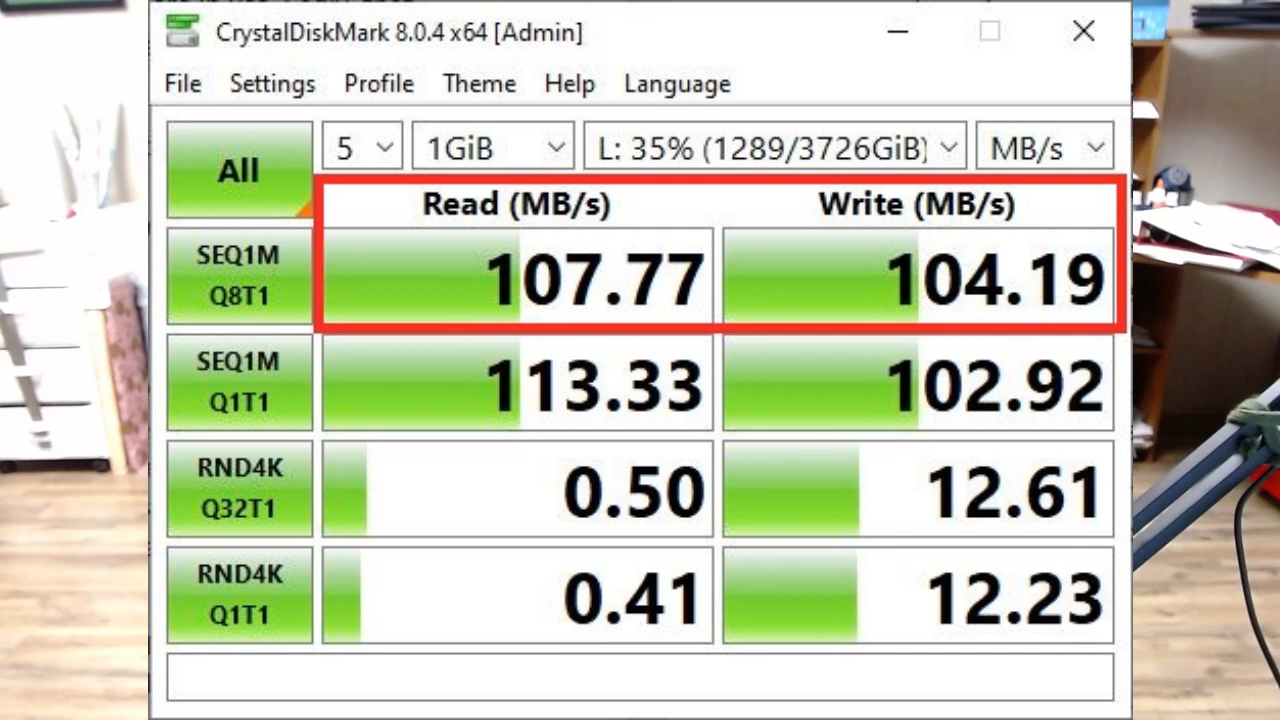 CrystalDiskMark 8.0.4 x64 [Admin]
File Settings Profile Theme Help Language
All 5 1GiB L: 35% (1289/3726GiB) MB/s
Read (MB/s) Write (MB/s)
SEQ1M
Q8T1 107.77 104.19
SEQ1M
Q1T1 113.33 102.92
RND4K
Q32T1 0.50 12.61
RND4K
Q1T1 0.41 12.23